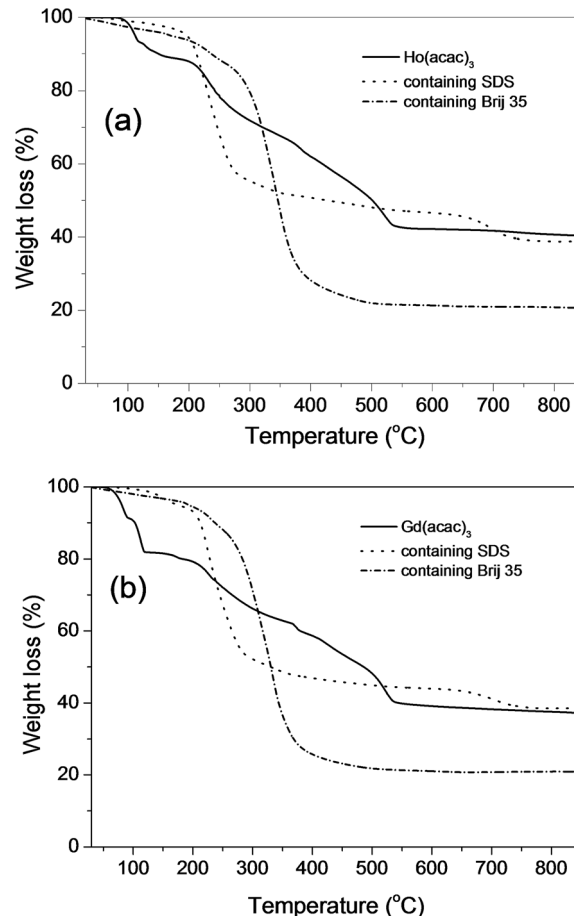 100
80
60
40
20
0
Weight loss (%)
(a)
Ho(acac)₃
containing SDS
containing Brij 35
100 200 300 400 500 600 700 800
Temperature (°C)
100
80
60
40
20
0
Weight loss (%)
(b)
Gd(acac)₃
containing SDS
containing Brij 35
100 200 300 400 500 600 700 800
Temperature (°C)